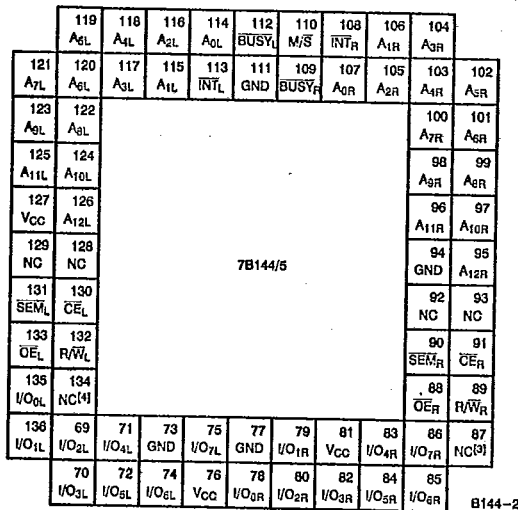 119 118 116 114 112 110 108 106 104
A5L A4L A2L A0L BUSYL M/S INTR A1R A3R
121 120 117 115 113 111 109 107 105 103 102
A7L A6L A3L A1L INTL GND BUSYR A0R A2R A4R A5R
123 122 100 101
A9L A8L A7R A6R
125 124 98 99
A11L A10L A9R A8R
127 126 96 97
VCC A12L A11R A10R
129 128 94 95
NC NC 7B144/5 GND A12R
131 130 92 93
SEML CEL NC NC
133 132 90 91
OEL R/WL SEMR CER
135 134 88 89
I/O0L NC[4] OER R/WR
136 69 71 73 75 77 79 81 83 86 87
I/O1L I/O2L I/O4L GND I/O7L GND I/O1R VCC I/O4R I/O7R NC[3]
70 72 74 76 78 80 82 84 85
I/O3L I/O5L I/O6L VCC I/O0R I/O2R I/O3R I/O5R I/O6R
B144-2